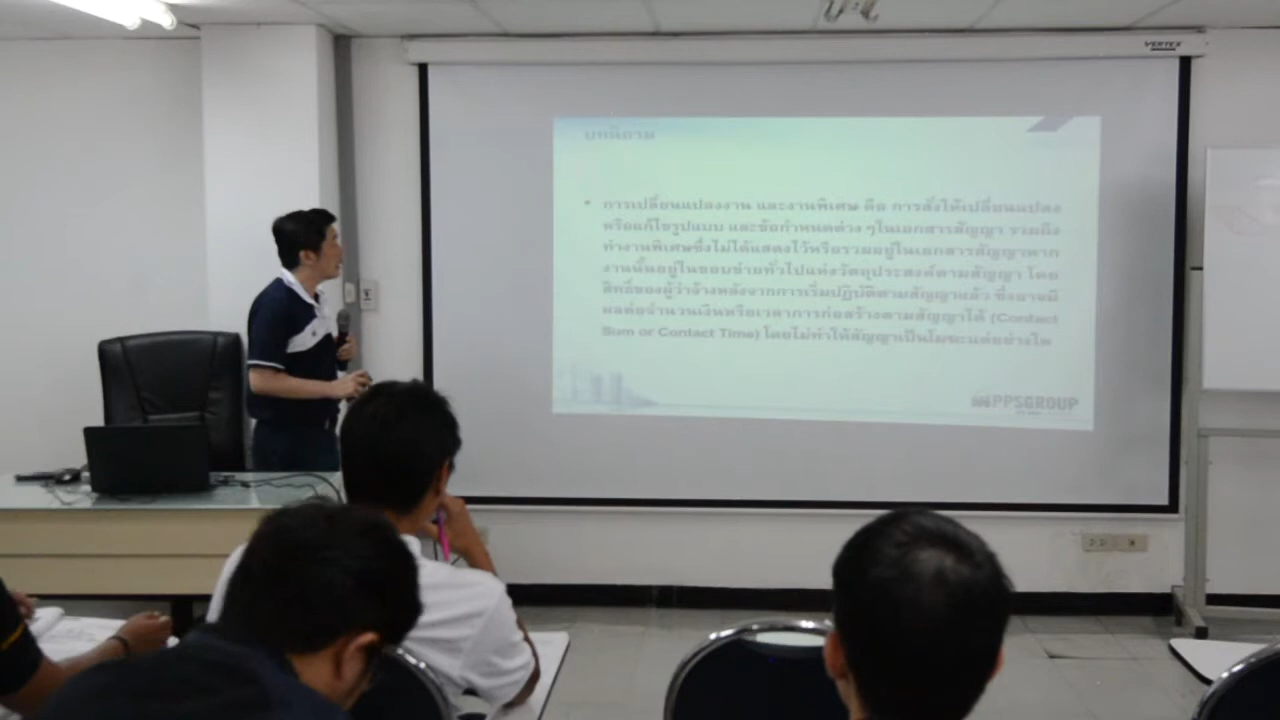 VERTEX
บทนิยาม
• การเปลี่ยนแปลงงาน และงานพิเศษ คือ การสั่งให้เปลี่ยนแปลง
หรือแก้ไขรูปแบบ และข้อกำหนดต่าง ๆในเอกสารสัญญา รวมถึง
ทำงานพิเศษซึ่งไม่ได้แสดงไว้หรือรวมอยู่ในเอกสารสัญญาหาก
งานนั้นอยู่ในขอบข่ายทั่วไปแห่งวัตถุประสงค์ตามสัญญา โดย
สิทธิ์ของผู้ว่าจ้างหลังจากการเริ่มปฏิบัติตามสัญญาแล้ว ซึ่งอาจมี
ผลต่อจำนวนเงินหรือเวลาการก่อสร้างตามสัญญาได้ (Contact
Sum or Contact Time) โดยไม่ทำให้สัญญาเป็นโมฆะแต่อย่างใด
PPSGROUP